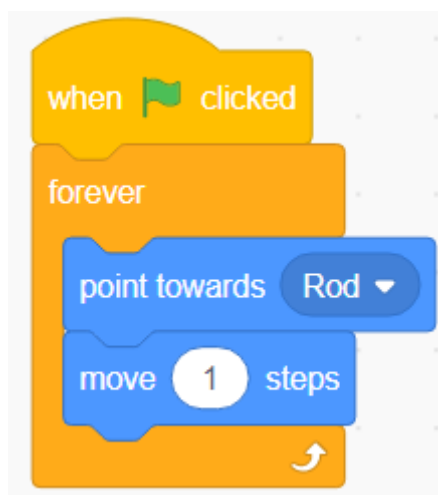 when clicked
forever
point towards Rod
move 1 steps